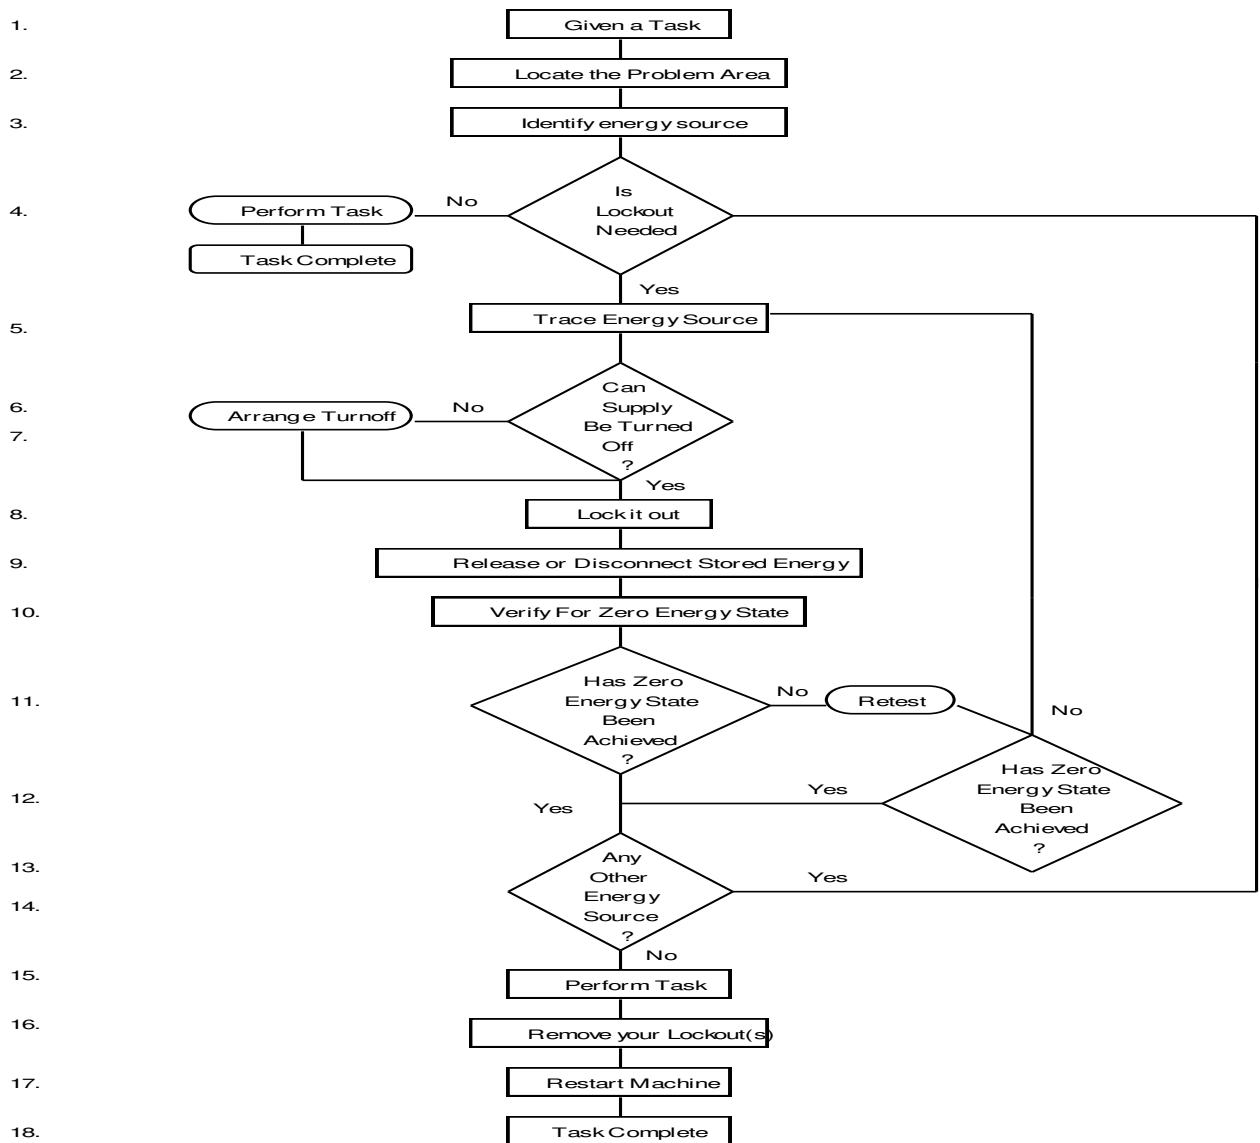 1.
Given a Task
2.
Locate the Problem Area
3.
Identify energy source
Is
Lockout
Needed
4.
Perform Task
No
Task Complete
Yes
5.
Trace Energy Source
6.
7.
Arrange Turnoff
No
Can
Supply
Be Turned
Off
?
Yes
8.
Lock it out
9.
Release or Disconnect Stored Energy
10.
Verify For Zero Energy State
11.
Has Zero
Energy State
Been
Achieved
?
No
Retest
No
12.
Yes
Yes
Has Zero
Energy State
Been
Achieved
?
13.
14.
Any
Other
Energy
Source
?
Yes
No
15.
Perform Task
16.
Remove your Lockout(s)
17.
Restart Machine
18.
Task Complete